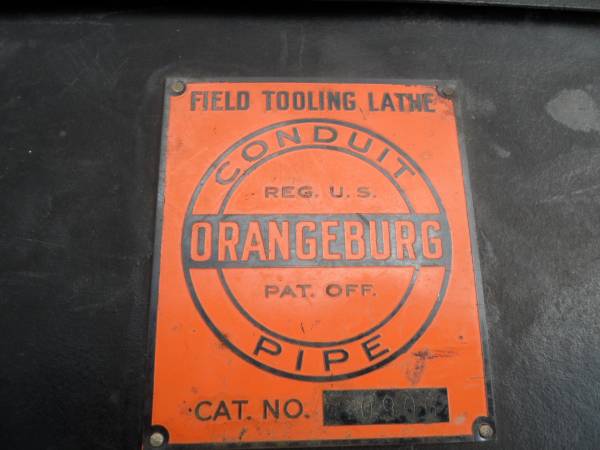 FIELD TOOLING LATHE
CONDUIT
REG. U. S.
ORANGEBURG
PAT. OFF.
PIPE
CAT. NO.